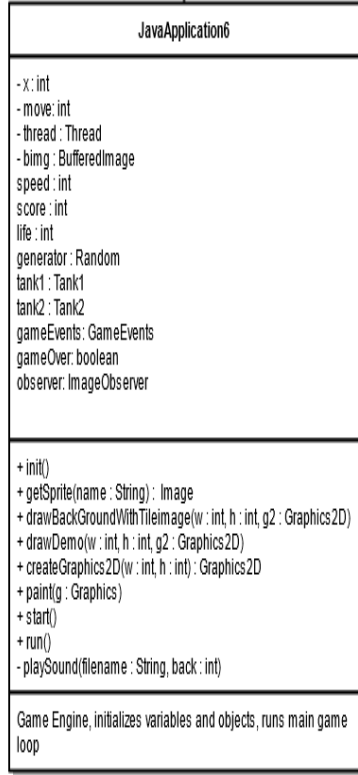 JavaApplication6
- x : int
- move: int
- thread : Thread
- bimg : BufferedImage
speed : int
score : int
life : int
generator : Random
tank1 : Tank1
tank2 : Tank2
gameEvents: GameEvents
gameOver: boolean
observer: ImageObserver
+ init()
+ getSprite(name : String) : Image
+ drawBackGroundWithTileimage(w : int, h : int, g2 : Graphics2D)
+ drawDemo(w : int, h : int, g2 : Graphics2D)
+ createGraphics2D(w : int, h : int) : Graphics2D
+ paint(g : Graphics)
+ start()
+ run()
- playSound(filename : String, back : int)
Game Engine, initializes variables and objects, runs main game
loop